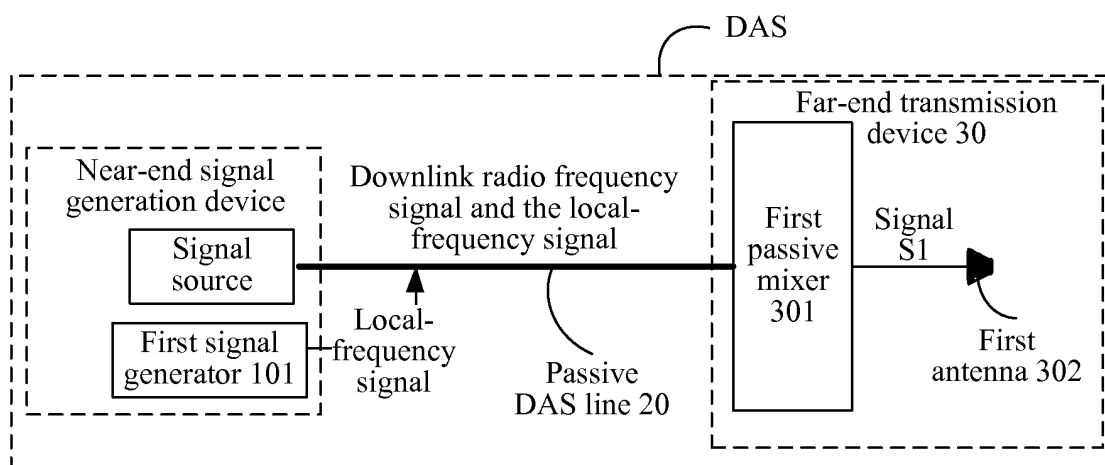 DAS
Far-end transmission
device 30
Near-end signal
generation device
Signal
source
First signal
generator 101
Downlink radio frequency
signal and the local-
frequency signal
Local-
frequency
signal
Passive
DAS line 20
First
passive
mixer
301
Signal
S1
First
antenna 302